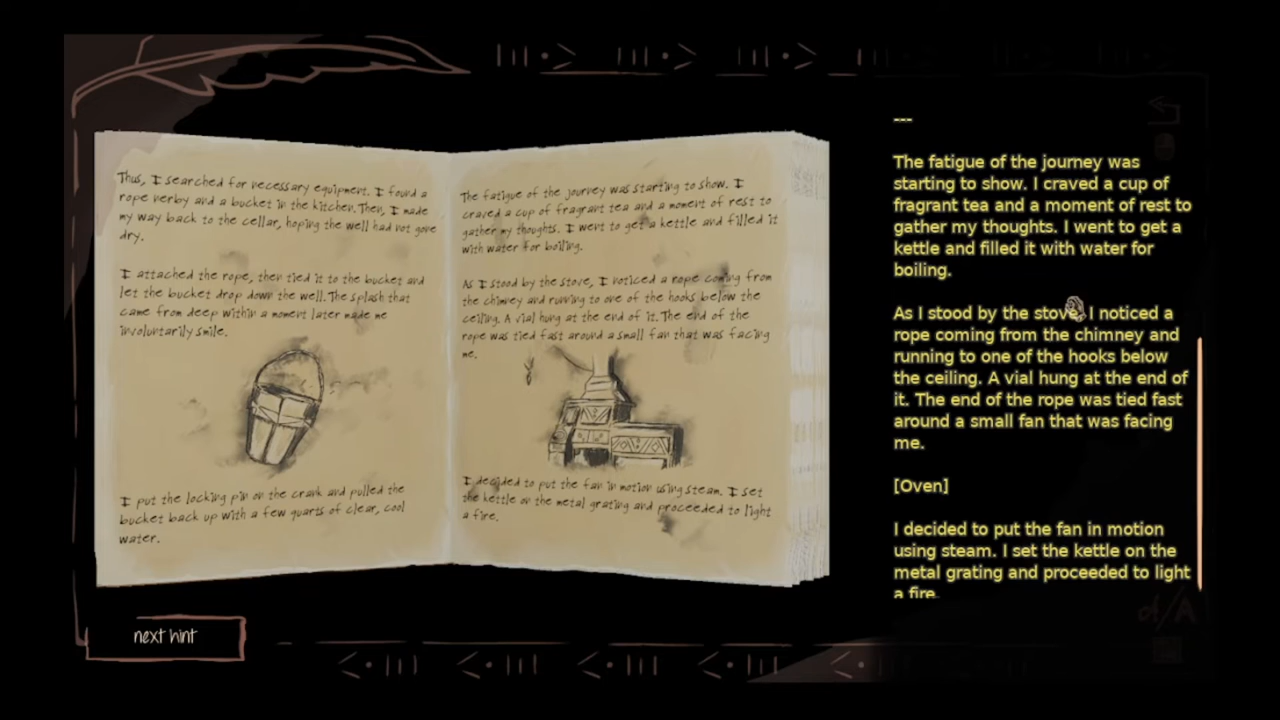 Thus, I searched for necessary equipment. I found a
rope nerby and a bucket in the kitchen. Then, I made
my way back to the cellar, hoping the well had not gone
dry.
I attached the rope, then tied it to the bucket and
let the bucket drop down the well. The splash that
came from deep within a moment later made me
involuntarily smile.
I put the locking pin on the crank and pulled the
bucket back up with a few quarts of clear, cool
water.
The fatigue of the journey was starting to show. I
craved a cup of fragrant tea and a moment of rest to
gather my thoughts. I went to get a kettle and filled it
with water for boiling.
As I stood by the stove, I noticed a rope coming from
the chimney and running to one of the hooks below the
ceiling. A vial hung at the end of it. The end of the
rope was tied fast around a small fan that was facing
me.
I decided to put the fan in motion using steam. I set
the kettle on the metal grating and proceeded to light
a fire.
---
The fatigue of the journey was
starting to show. I craved a cup of
fragrant tea and a moment of rest to
gather my thoughts. I went to get a
kettle and filled it with water for
boiling.
As I stood by the stove, I noticed a
rope coming from the chimney and
running to one of the hooks below
the ceiling. A vial hung at the end of
it. The end of the rope was tied fast
around a small fan that was facing
me.
[Oven]
I decided to put the fan in motion
using steam. I set the kettle on the
metal grating and proceeded to light
a fire.
next hint
a/A